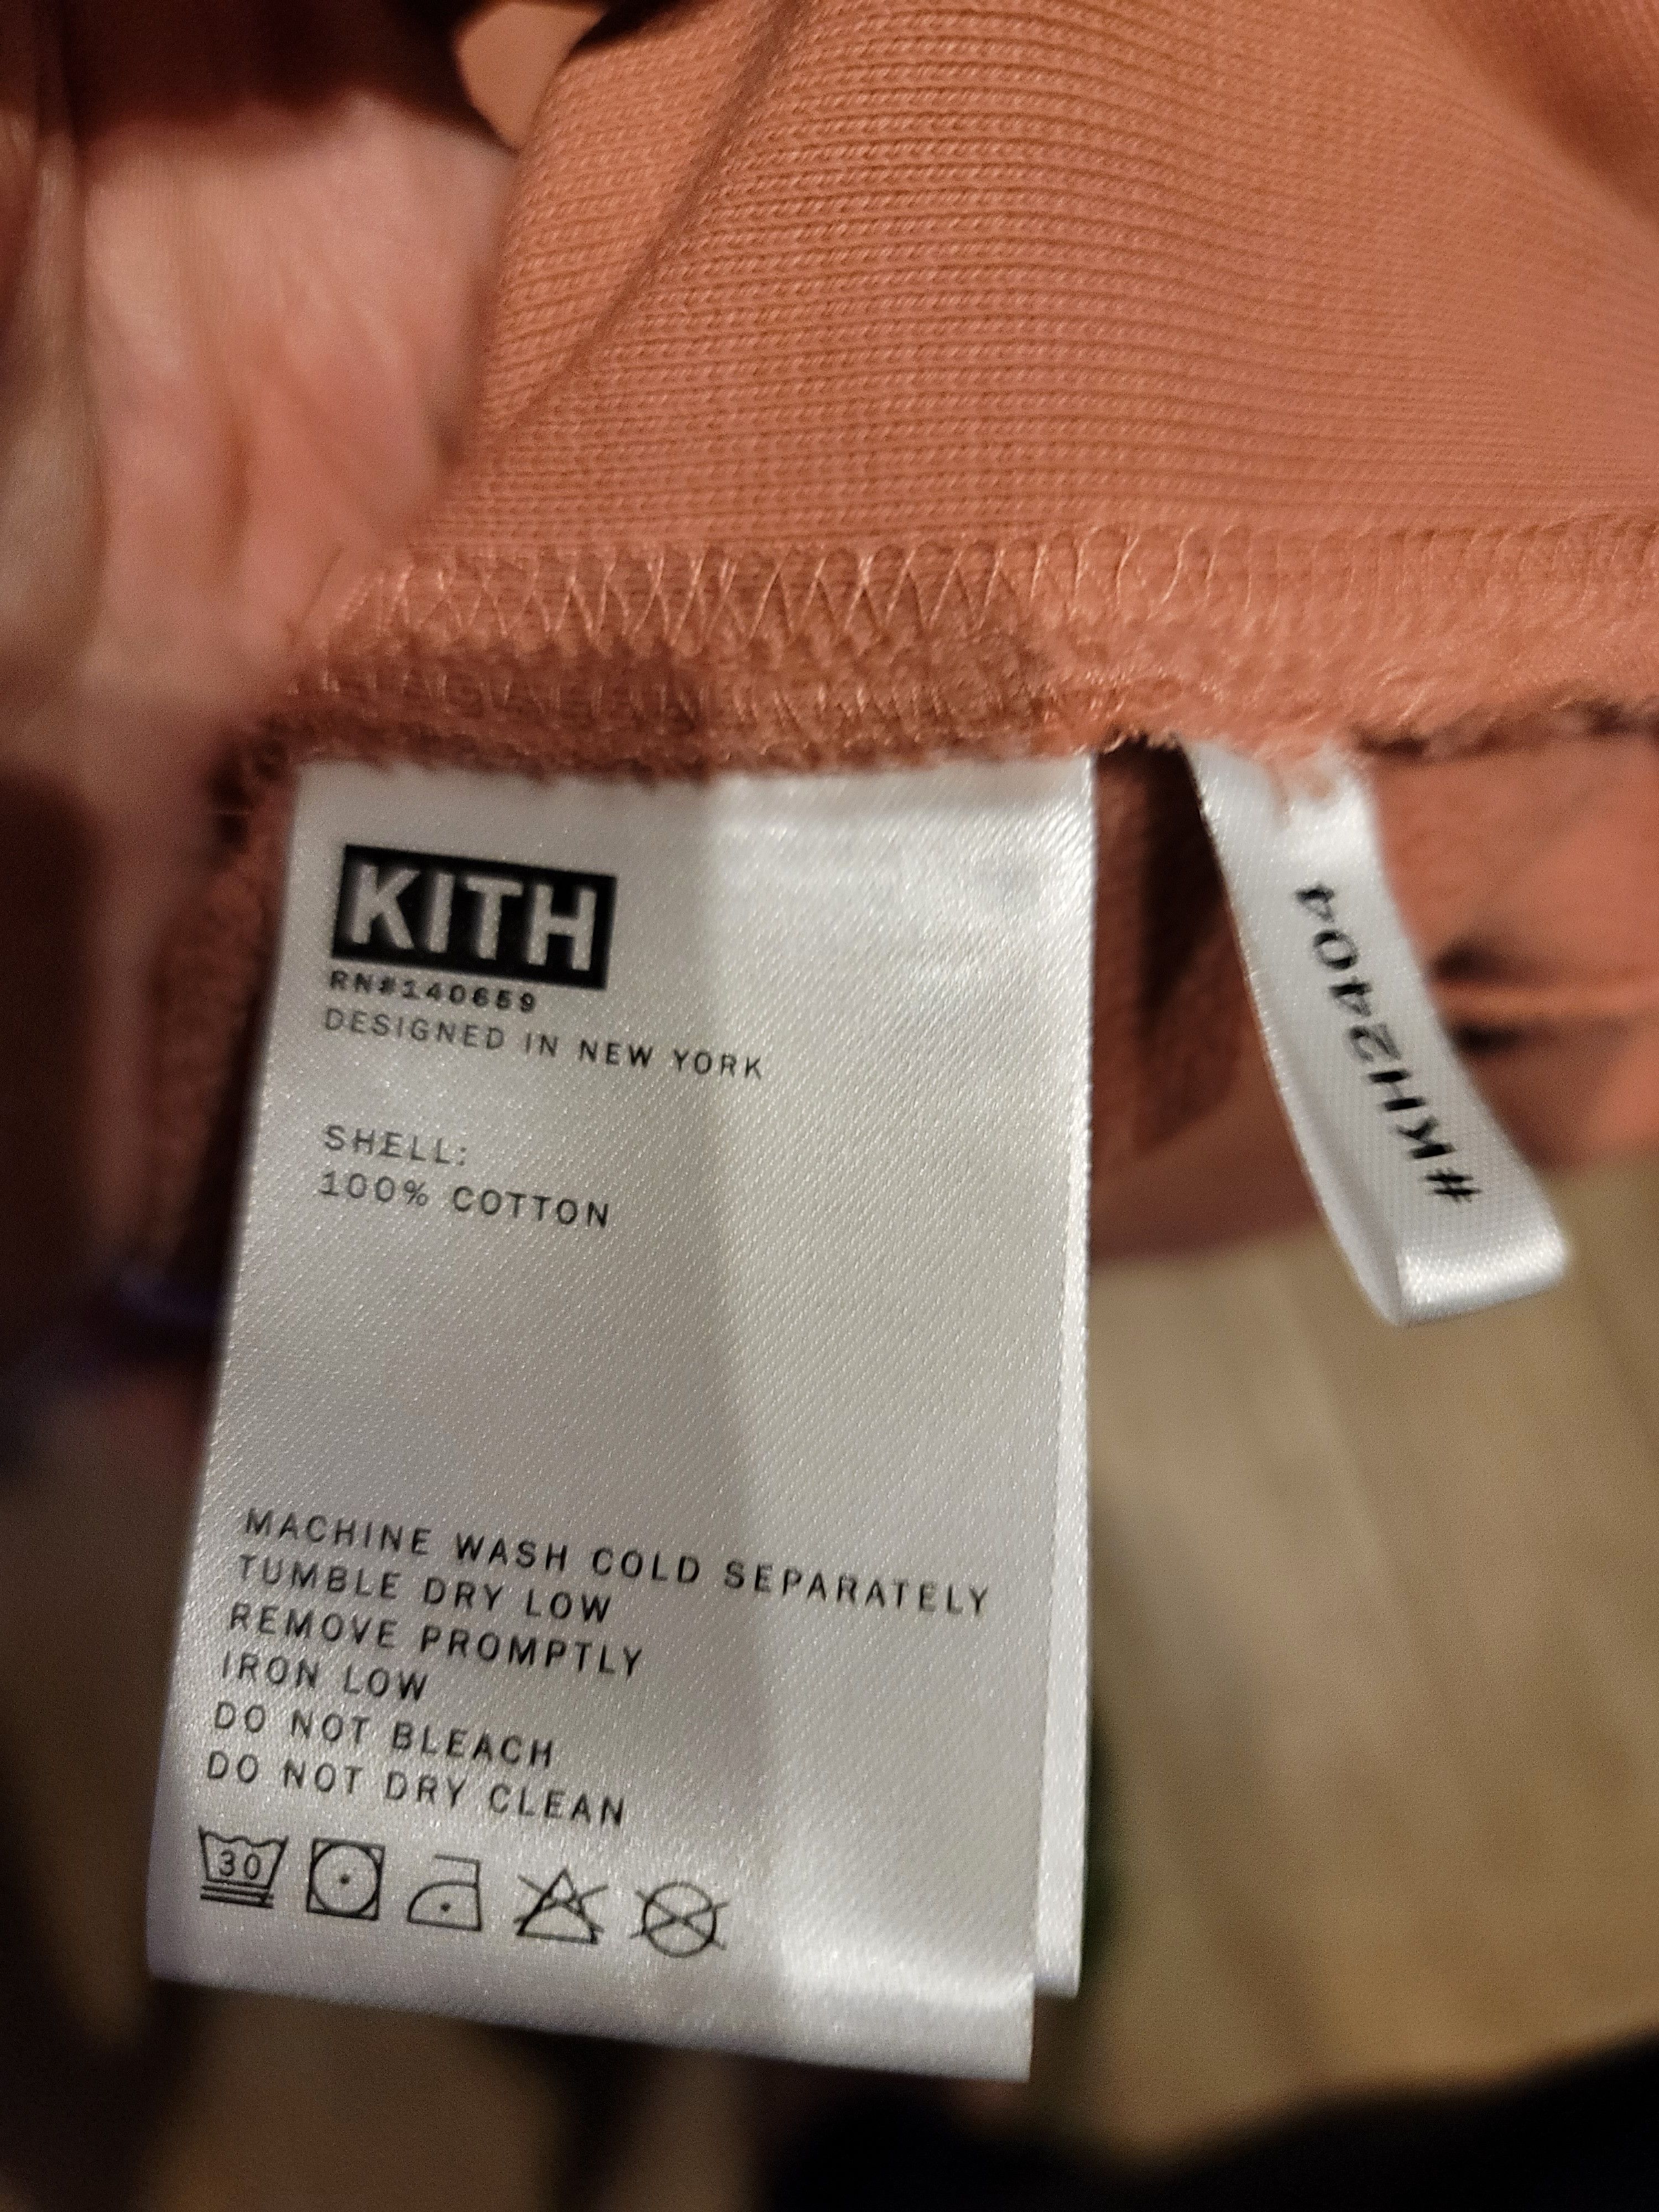 KITH
RN#140659
DESIGNED IN NEW YORK
SHELL:
100% COTTON
MACHINE WASH COLD SEPARATELY
TUMBLE DRY LOW
REMOVE PROMPTLY
IRON LOW
DO NOT BLEACH
DO NOT DRY CLEAN
30
#KH2404